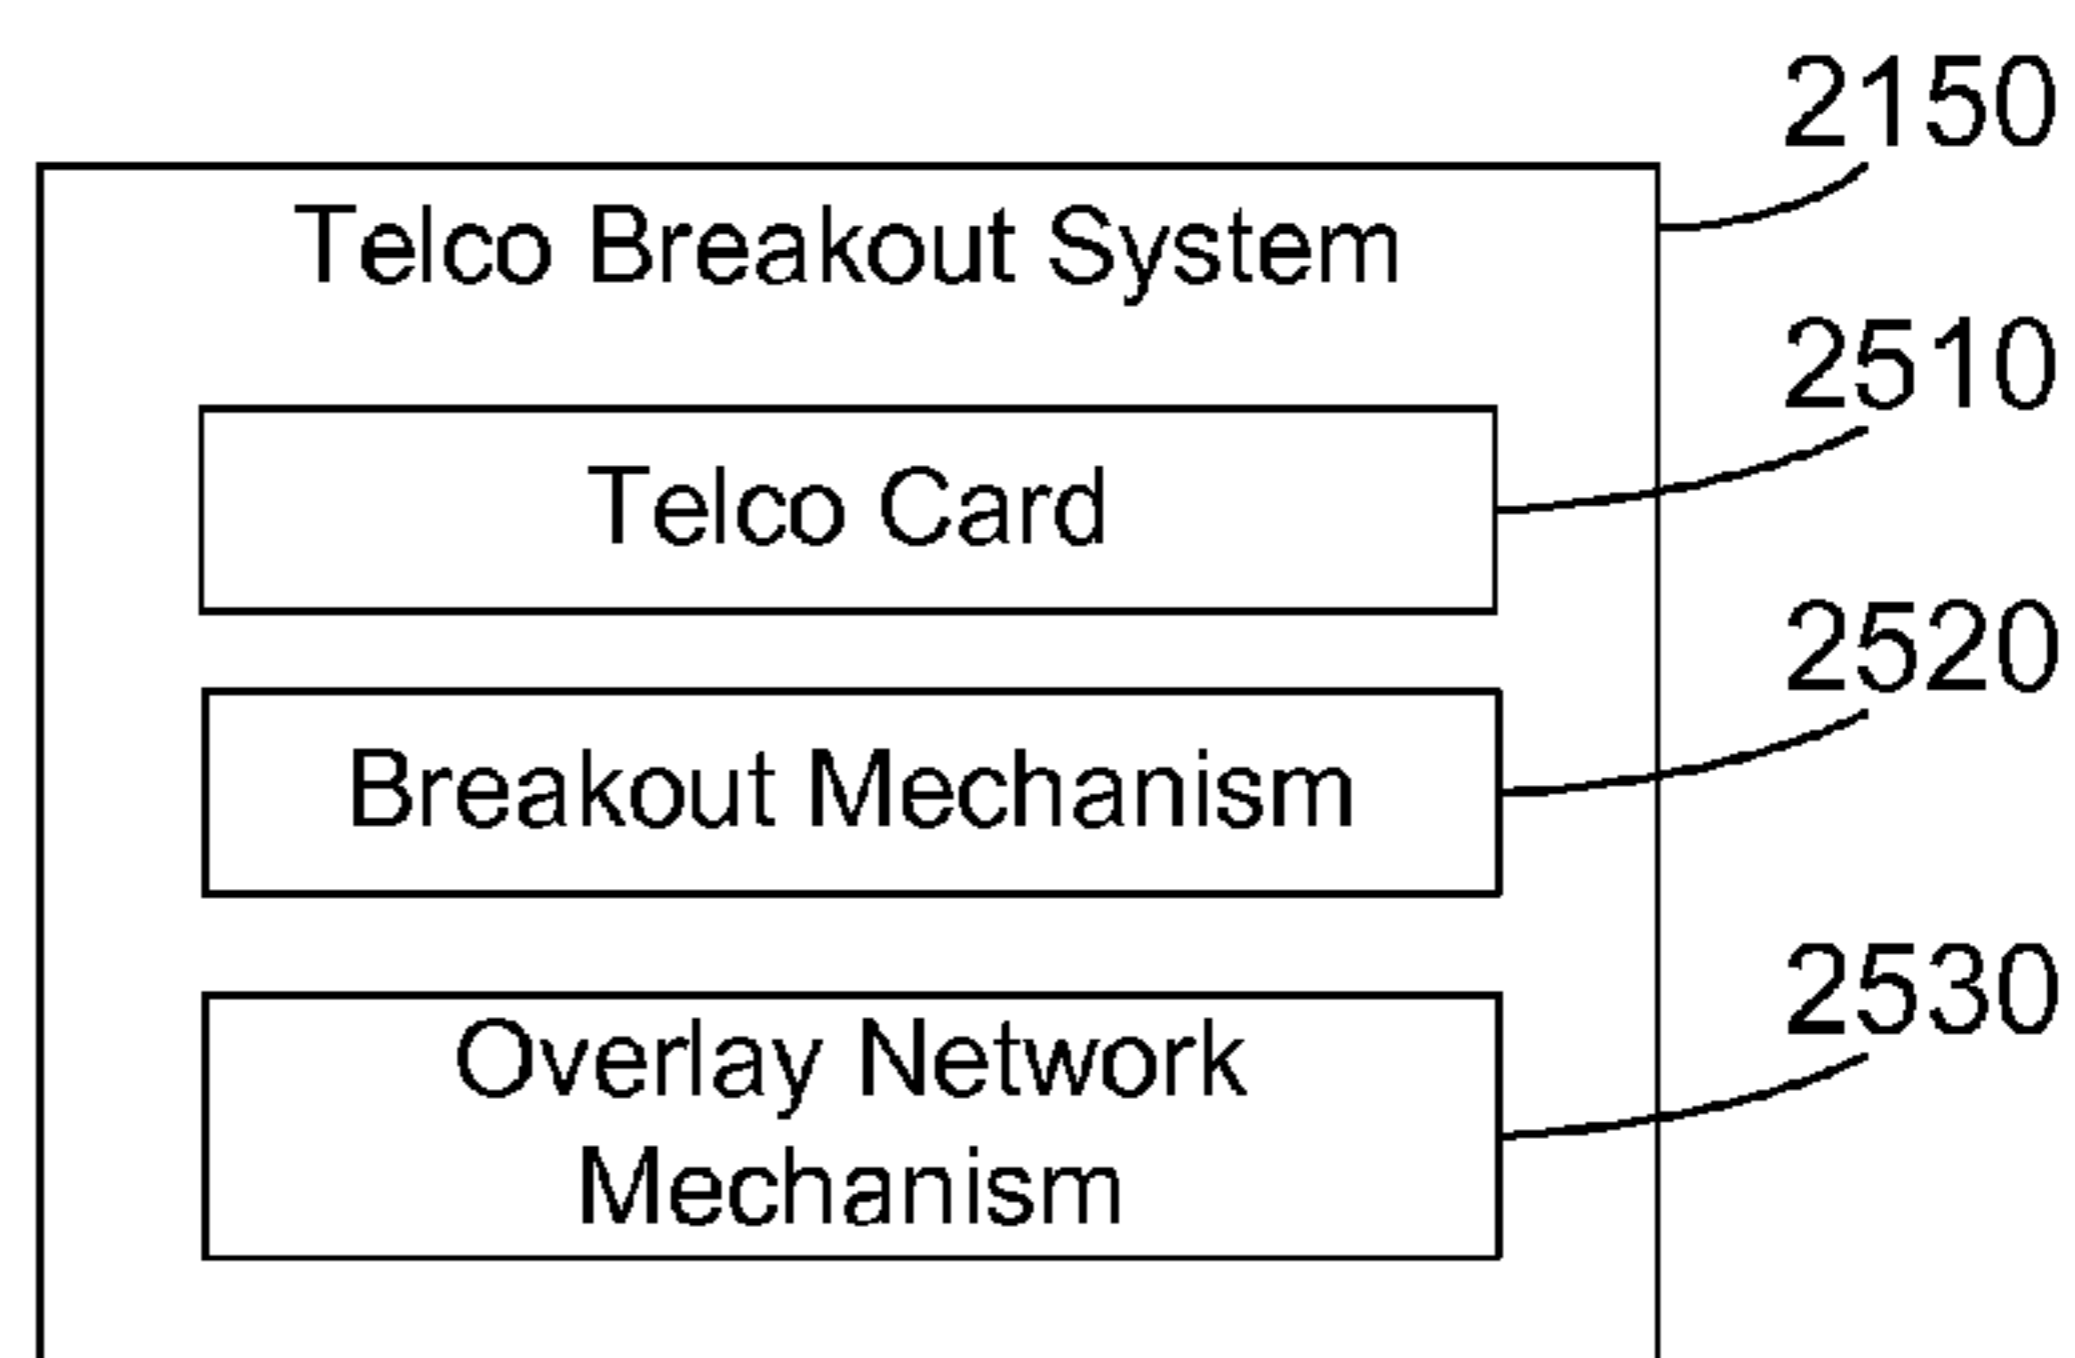 2150
Telco Breakout System
2510
Telco Card
2520
Breakout Mechanism
2530
Overlay Network
Mechanism